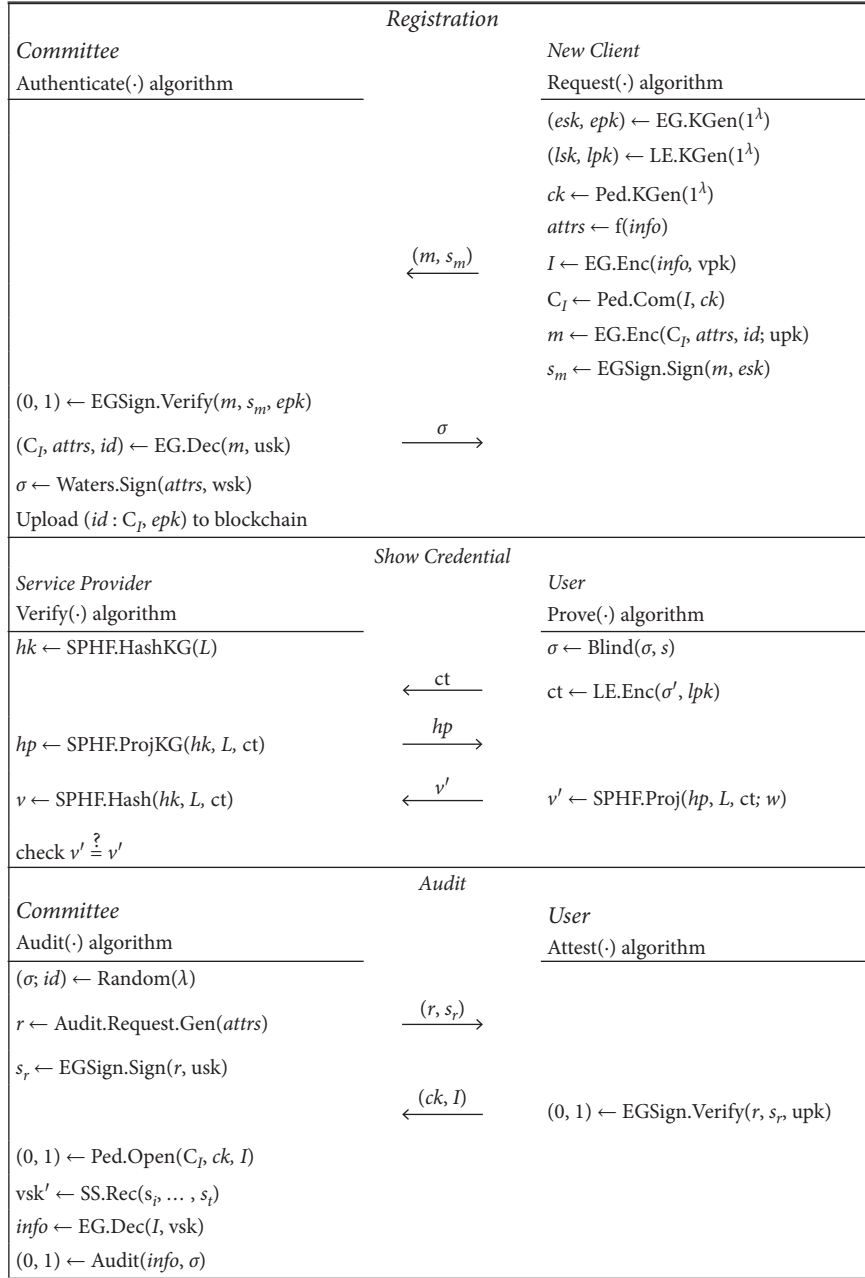 Registration
Committee
New Client
Authenticate(·) algorithm
Request(·) algorithm
(esk, epk) ← EG.KGen(1^λ)
(lsk, lpk) ← LE.KGen(1^λ)
ck ← Ped.KGen(1^λ)
attrs ← f(info)
(m, s_m)
I ← EG.Enc(info, vpk)
C_I ← Ped.Com(I, ck)
m ← EG.Enc(C_I, attrs, id; upk)
s_m ← EGSign.Sign(m, esk)
(0, 1) ← EGSign.Verify(m, s_m, epk)
(C_I, attrs, id) ← EG.Dec(m, usk)
σ
σ ← Waters.Sign(attrs, wsk)
Upload (id : C_I, epk) to blockchain
Show Credential
Service Provider
User
Verify(·) algorithm
Prove(·) algorithm
hk ← SPHF.HashKG(L)
σ ← Blind(σ, s)
ct
ct ← LE.Enc(σ′, lpk)
hp ← SPHF.ProjKG(hk, L, ct)
hp
v ← SPHF.Hash(hk, L, ct)
v′
v′ ← SPHF.Proj(hp, L, ct; w)
check v′ ≟ v′
Audit
Committee
User
Audit(·) algorithm
Attest(·) algorithm
(σ; id) ← Random(λ)
r ← Audit.Request.Gen(attrs)
(r, s_r)
s_r ← EGSign.Sign(r, usk)
(ck, I)
(0, 1) ← EGSign.Verify(r, s_r, upk)
(0, 1) ← Ped.Open(C_I, ck, I)
vsk′ ← SS.Rec(s_i, … , s_t)
info ← EG.Dec(I, vsk)
(0, 1) ← Audit(info, σ)